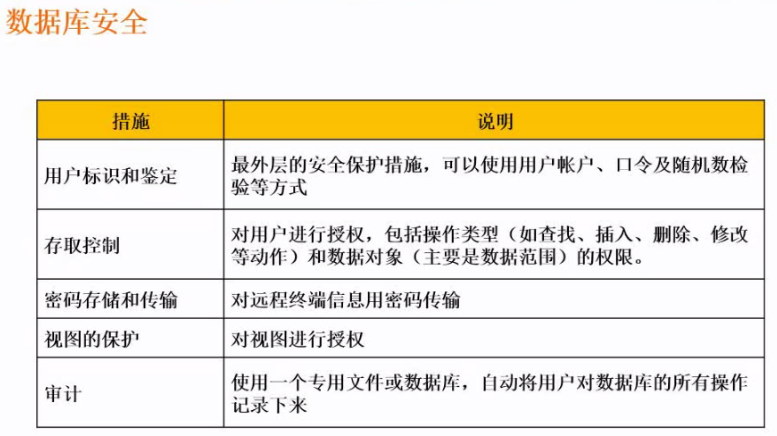 数据库安全
措施
说明
用户标识和鉴定
最外层的安全保护措施，可以使用用户帐户、口令及随机数检
验等方式
存取控制
对用户进行授权，包括操作类型（如查找、插入、删除、修改
等动作）和数据对象（主要是数据范围）的权限。
密码存储和传输
对远程终端信息用密码传输
视图的保护
对视图进行授权
审计
使用一个专用文件或数据库，自动将用户对数据库的所有操作
记录下来